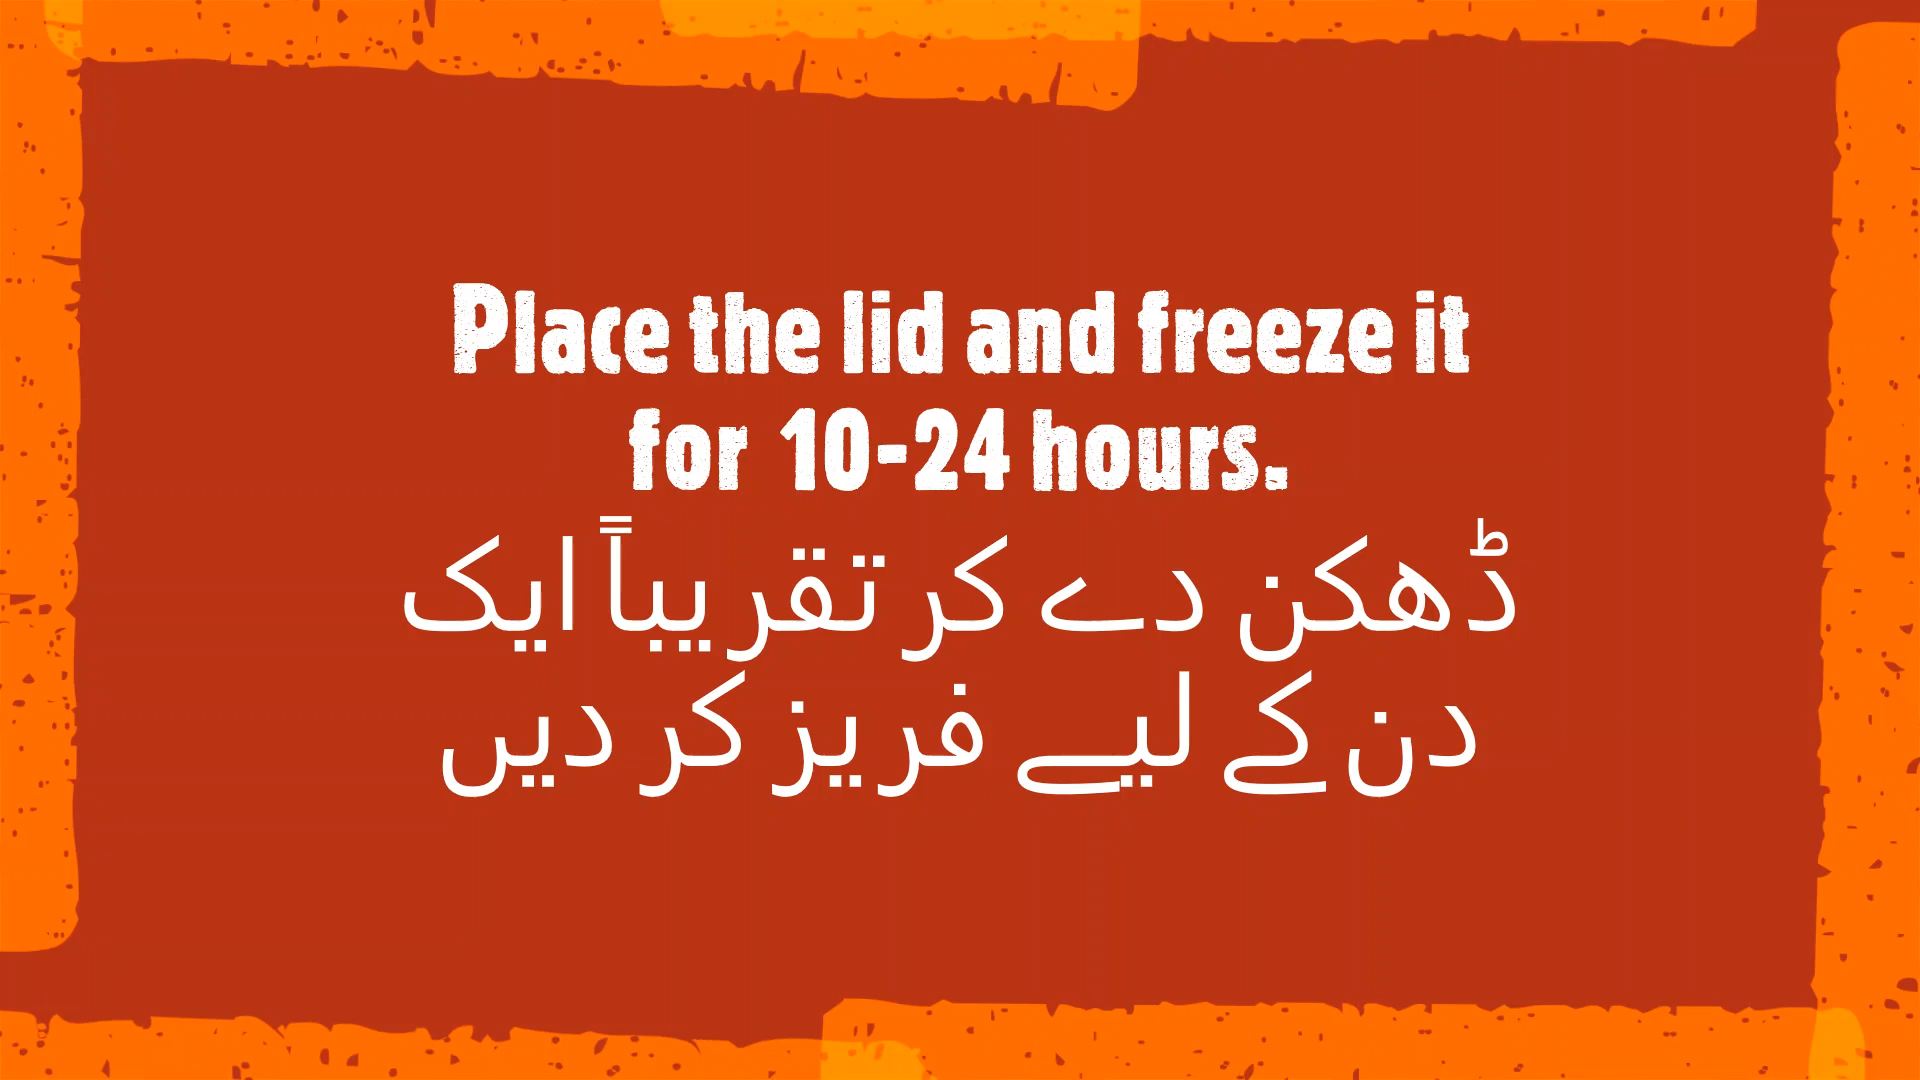 Place the lid and freeze it
for 10-24 hours.
ڈھکن دے کر تقریباً ایک
دن کے لیے فریز کر دیں